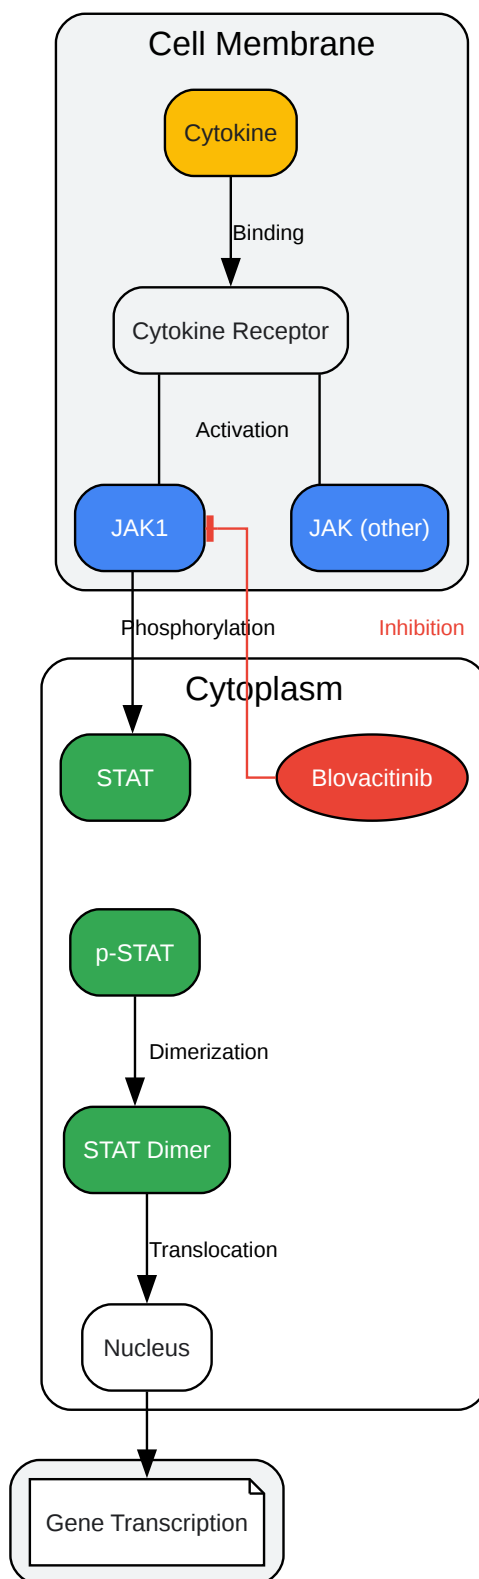 Cell Membrane
Cytokine
Binding
Cytokine Receptor
Activation
JAK1
JAK (other)
Phosphorylation
Inhibition
Cytoplasm
STAT
Blovacitinib
p-STAT
Dimerization
STAT Dimer
Translocation
Nucleus
Gene Transcription